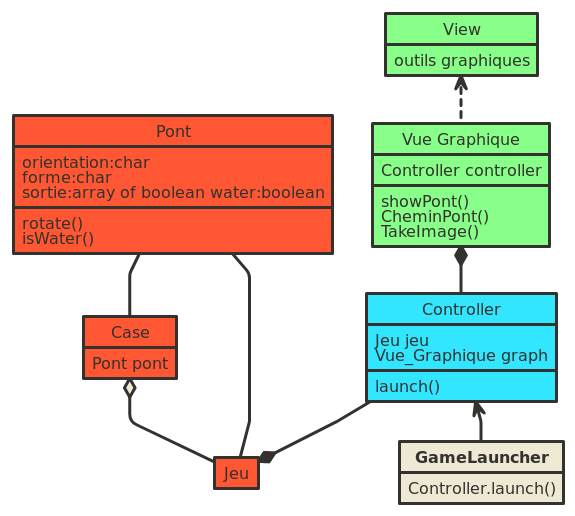 View
outils graphiques
Pont
orientation:char
forme:char
sortie:array of boolean water:boolean
rotate()
isWater()
Vue Graphique
Controller controller
showPont()
CheminPont()
TakeImage()
Case
Pont pont
Controller
Jeu jeu
Vue_Graphique graph
launch()
Jeu
GameLauncher
Controller.launch()